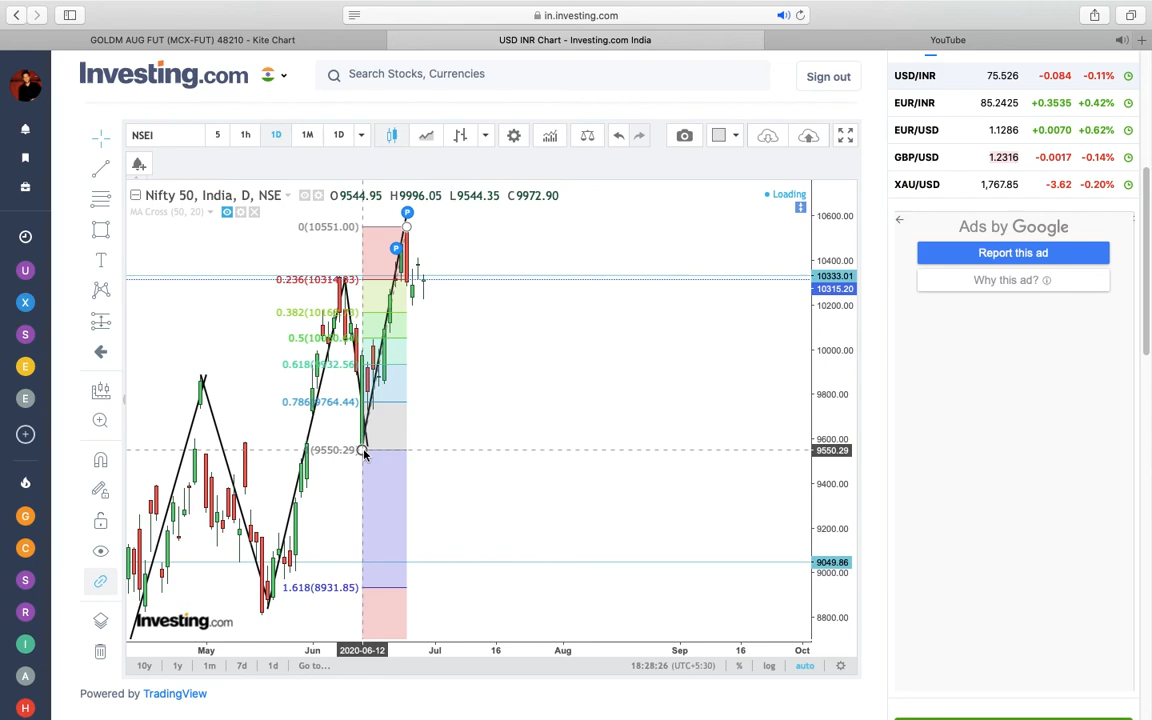 in.investing.com
GOLDM AUG FUT (MCX-FUT) 48210 - Kite Chart
USD INR Chart - Investing.com India
YouTube
Investing.com
Search Stocks, Currencies
Sign out
USD/INR 75.526 -0.084 -0.11%
EUR/INR 85.2425 +0.3535 +0.42%
EUR/USD 1.1286 +0.0070 +0.62%
GBP/USD 1.2316 -0.0017 -0.14%
XAU/USD 1,767.85 -3.62 -0.20%
Ads by Google
Report this ad
Why this ad?
NSEI 5 1h 1D 1M 1D
Nifty 50, India, D, NSE O9544.95 H9996.05 L9544.35 C9972.90
MA Cross (50, 20)
Loading
P
P
0(10551.00)
0.382(10168
0.5(10
0.618(9932.56
0.786(9764.44)
(9550.29)
1.618(8931.85)
10600.00
10400.00
10333.01
10315.20
10200.00
10000.00
9800.00
9600.00
9550.29
9400.00
9200.00
9049.86
9000.00
8800.00
Investing.com
May Jun 2020-06-12 Jul 16 Aug Sep 16 Oct
10y 1y 1m 7d 1d Go to... 18:28:26 (UTC+5:30) % log auto
Powered by TradingView
U
X
S
E
E
G
C
S
R
I
A
H